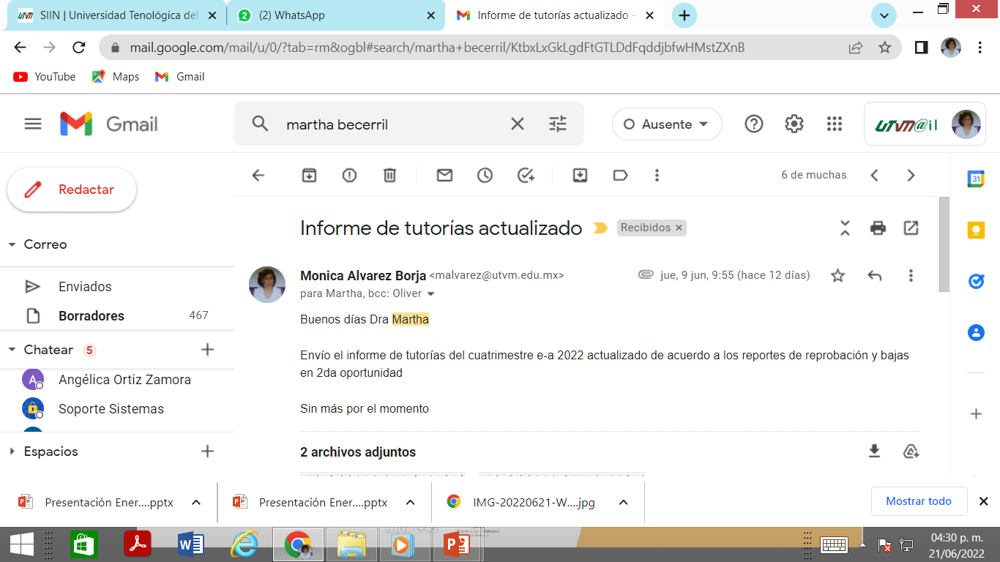 SIIN | Universidad Tenológica del
(2) WhatsApp
Informe de tutorías actualizado -
mail.google.com/mail/u/0/?tab=rm&ogbl#search/martha+becerril/KtbxLxGkLgdFtGTLDdFqddjbfwHMstZXnB
YouTube
Maps
Gmail
Gmail
martha becerril
Ausente
UTVM@il
Redactar
6 de muchas
Correo
Enviados
Borradores 467
Chatear 5
Angélica Ortiz Zamora
Soporte Sistemas
Espacios
Informe de tutorías actualizado
Recibidos ×
Monica Alvarez Borja <malvarez@utvm.edu.mx>
jue, 9 jun, 9:55 (hace 12 días)
para Martha, bcc: Oliver
Buenos días Dra Martha
Envío el informe de tutorías del cuatrimestre e-a 2022 actualizado de acuerdo a los reportes de reprobación y bajas
en 2da oportunidad
Sin más por el momento
2 archivos adjuntos
Presentación Ener....pptx
Presentación Ener....pptx
IMG-20220621-W....jpg
Mostrar todo
04:30 p. m.
21/06/2022